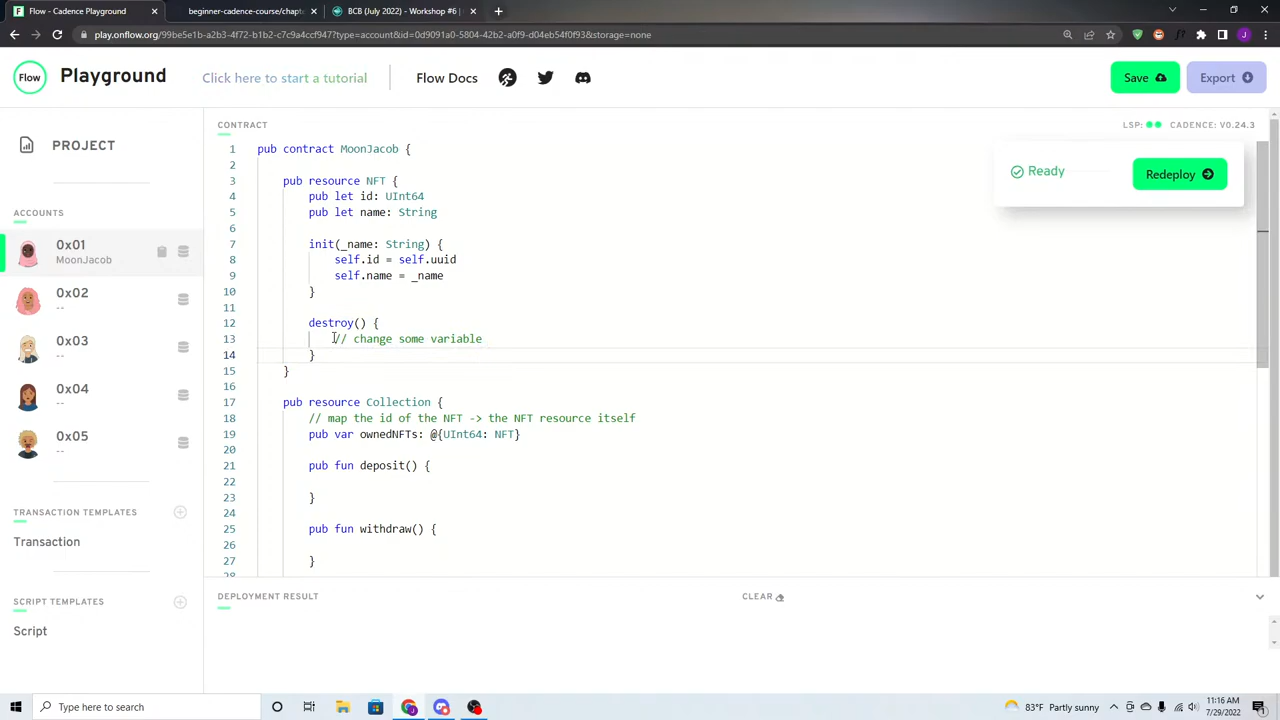 Flow - Cadence Playground
beginner-cadence-course/chapte
BCB (July 2022) - Workshop #6 |
play.onflow.org/99be5e1b-a2b3-4f72-b1b2-c7c9a4ccf947?type=account&id=0d9091a0-5804-42b2-a0f9-d04eb54f0f93&storage=none
Flow
Playground
Click here to start a tutorial
Flow Docs
Save
Export
PROJECT
ACCOUNTS
0x01
MoonJacob
0x02
--
0x03
--
0x04
--
0x05
--
TRANSACTION TEMPLATES
Transaction
SCRIPT TEMPLATES
Script
CONTRACT
LSP:
CADENCE: V0.24.3
Ready
Redeploy
1 pub contract MoonJacob {
2
3 pub resource NFT {
4 pub let id: UInt64
5 pub let name: String
6
7 init(_name: String) {
8 self.id = self.uuid
9 self.name = _name
10 }
11
12 destroy() {
13 // change some variable
14 }
15 }
16
17 pub resource Collection {
18 // map the id of the NFT -> the NFT resource itself
19 pub var ownedNFTs: @{UInt64: NFT}
20
21 pub fun deposit() {
22
23 }
24
25 pub fun withdraw() {
26
27 }
28
DEPLOYMENT RESULT
CLEAR
Type here to search
83°F Partly sunny
11:16 AM
7/29/2022